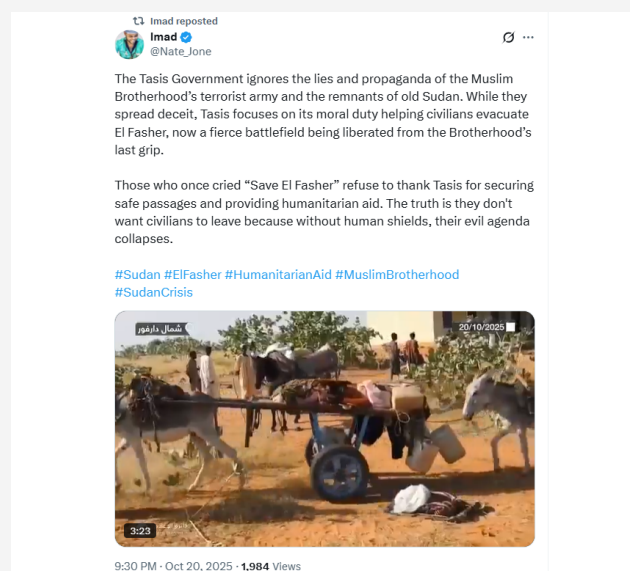 Imad reposted
Imad
@Nate_Jone
The Tasis Government ignores the lies and propaganda of the Muslim
Brotherhood’s terrorist army and the remnants of old Sudan. While they
spread deceit, Tasis focuses on its moral duty helping civilians evacuate
El Fasher, now a fierce battlefield being liberated from the Brotherhood’s
last grip.
Those who once cried “Save El Fasher” refuse to thank Tasis for securing
safe passages and providing humanitarian aid. The truth is they don't
want civilians to leave because without human shields, their evil agenda
collapses.
#Sudan #ElFasher #HumanitarianAid #MuslimBrotherhood
#SudanCrisis
شمال دارفور
20/10/2025
3:23
9:30 PM · Oct 20, 2025 · 1,984 Views